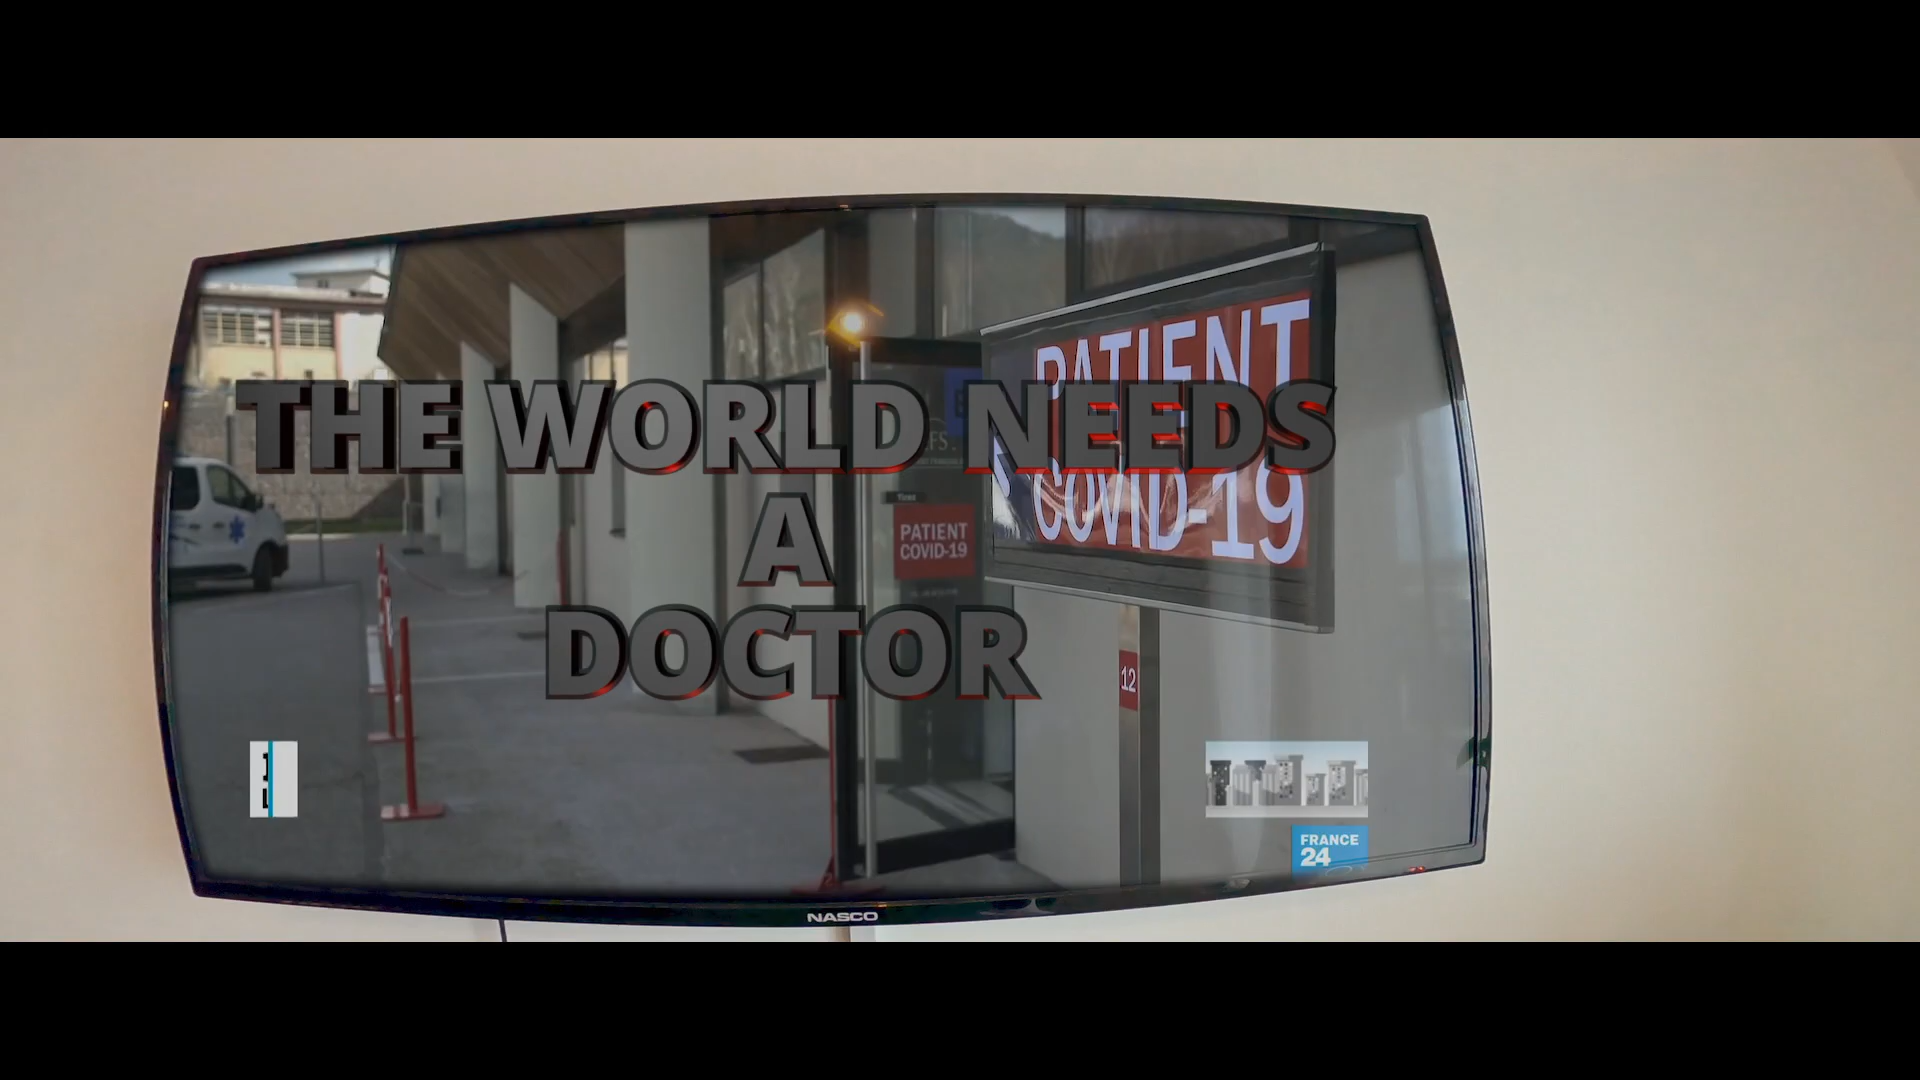 PATIENT
COVID-19
THE WORLD NEEDS
A
DOCTOR
PATIENT
COVID-19
12
FRANCE
24
NASCO